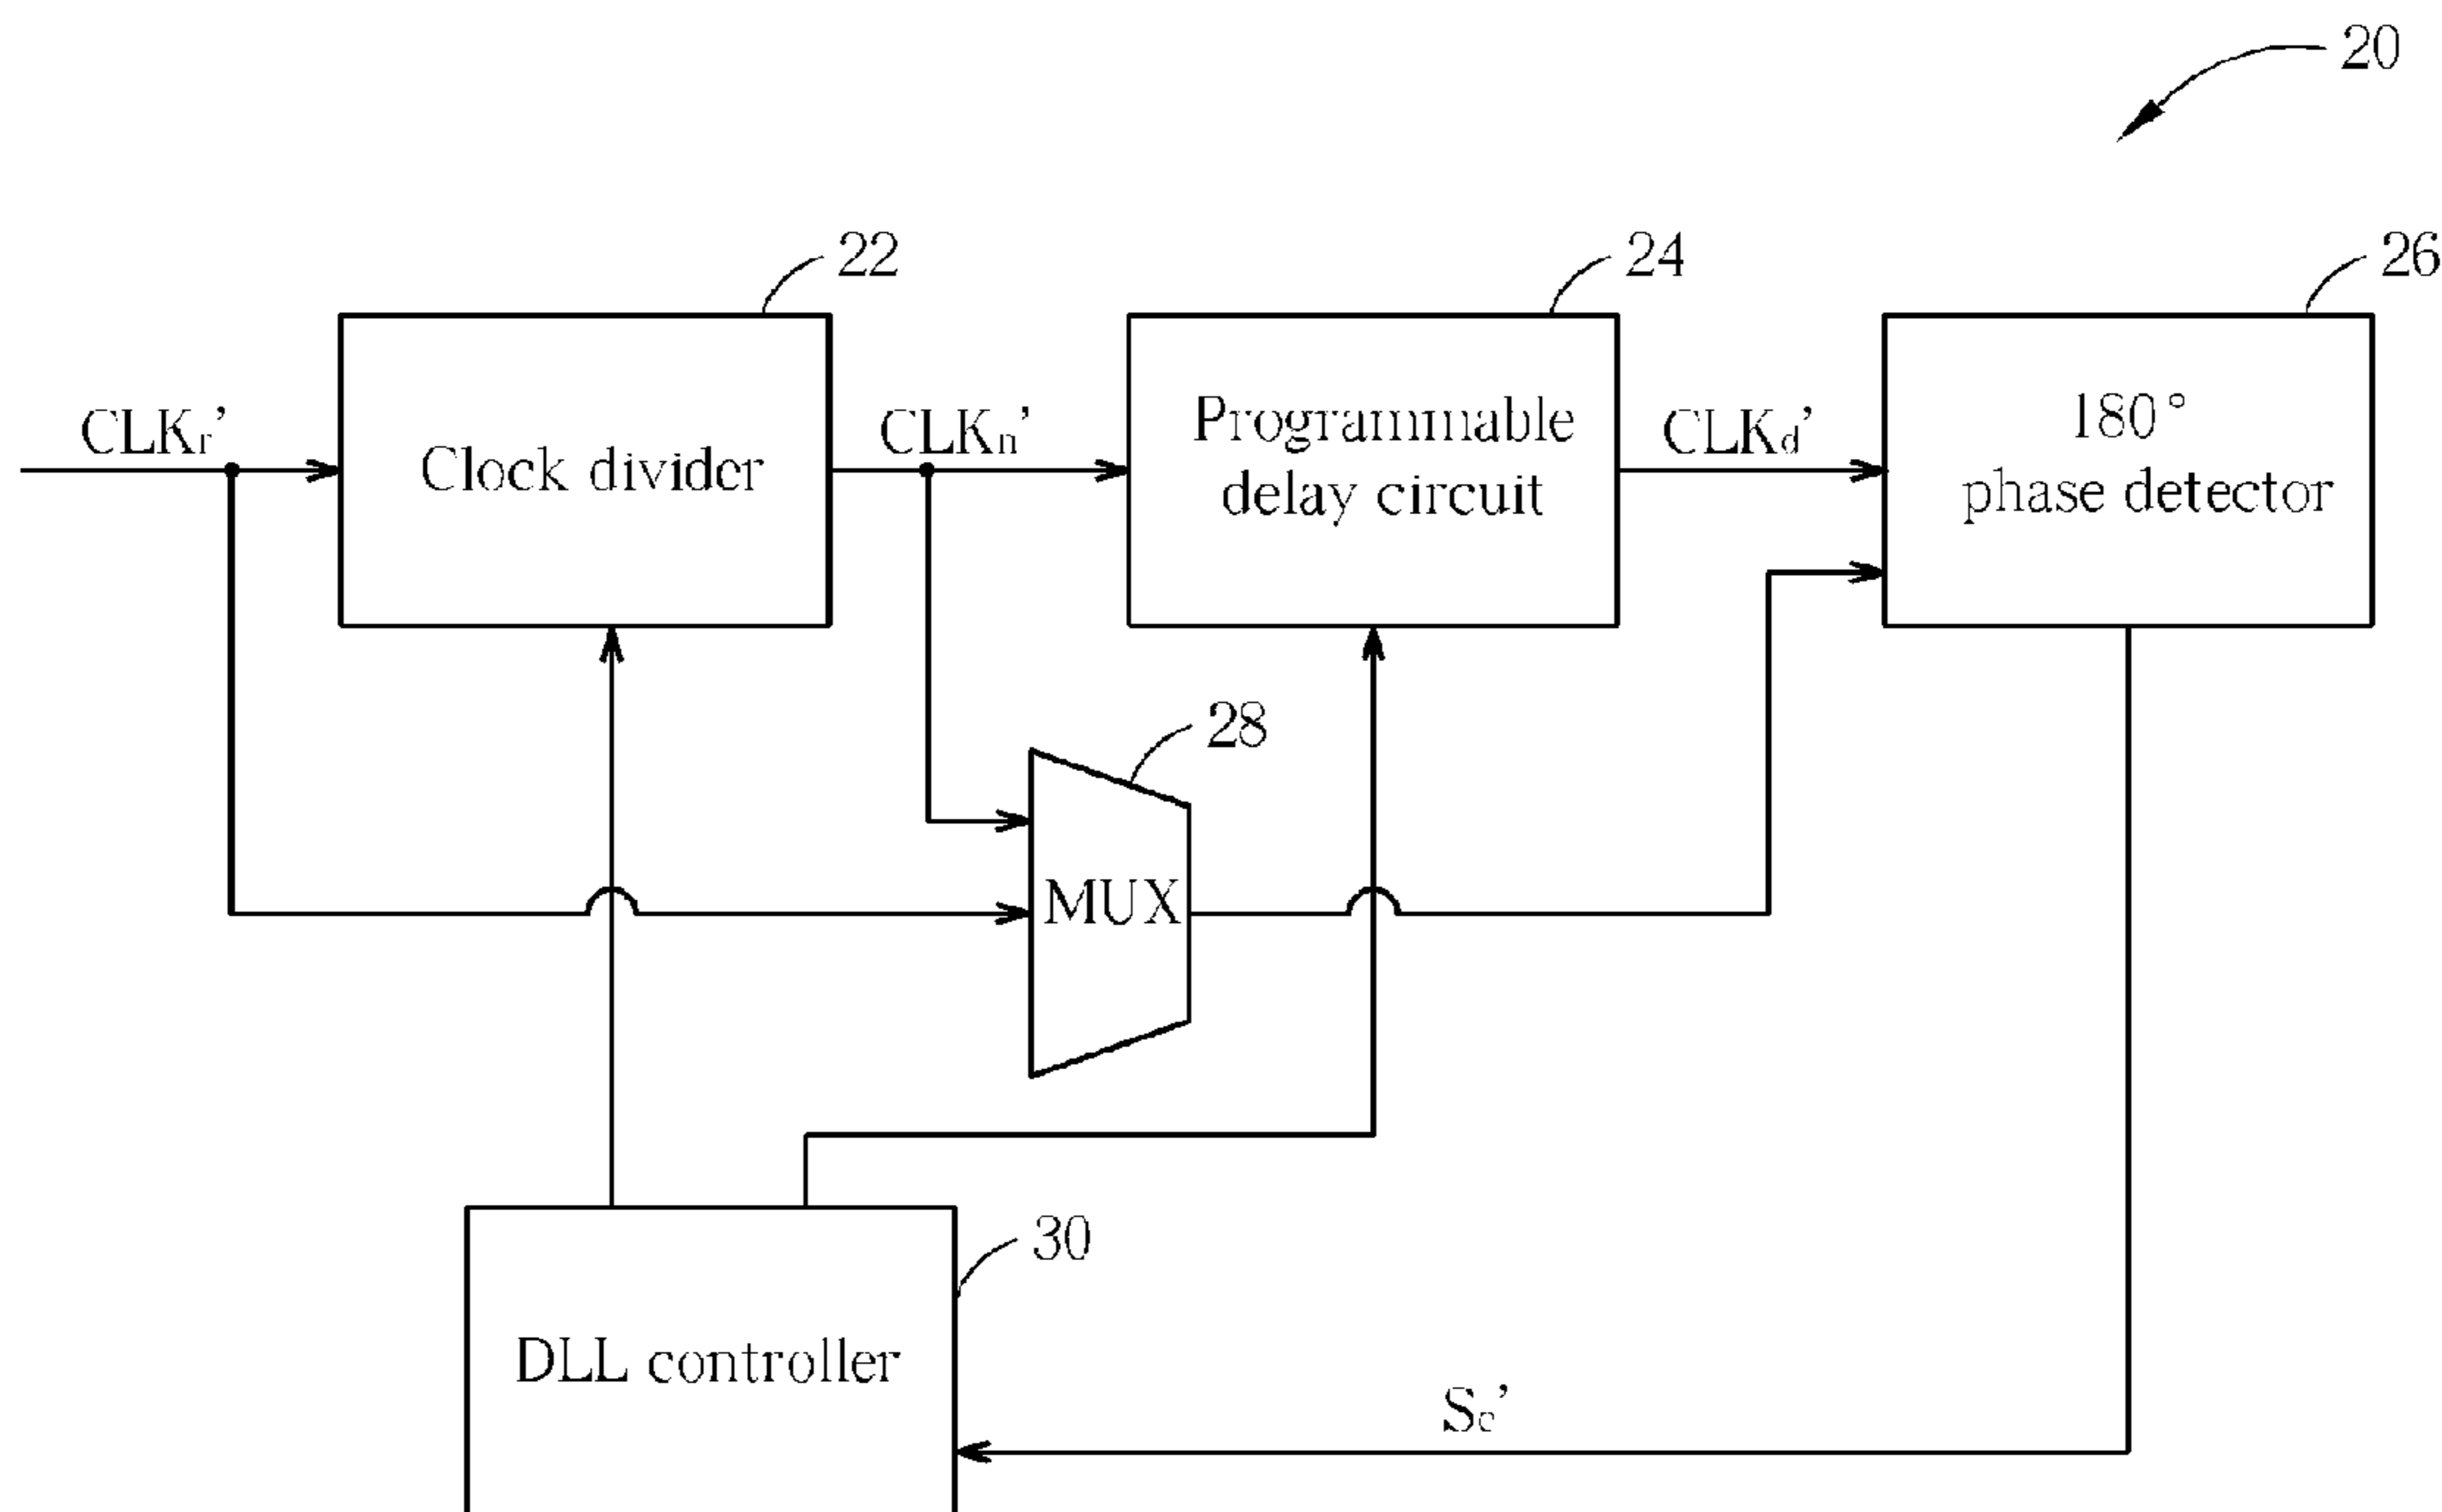 20
22
24
26
CLKr’
Clock divider
CLKn’
Programmable
delay circuit
CLKd’
180°
phase detector
28
MUX
30
DLL controller
Sc’